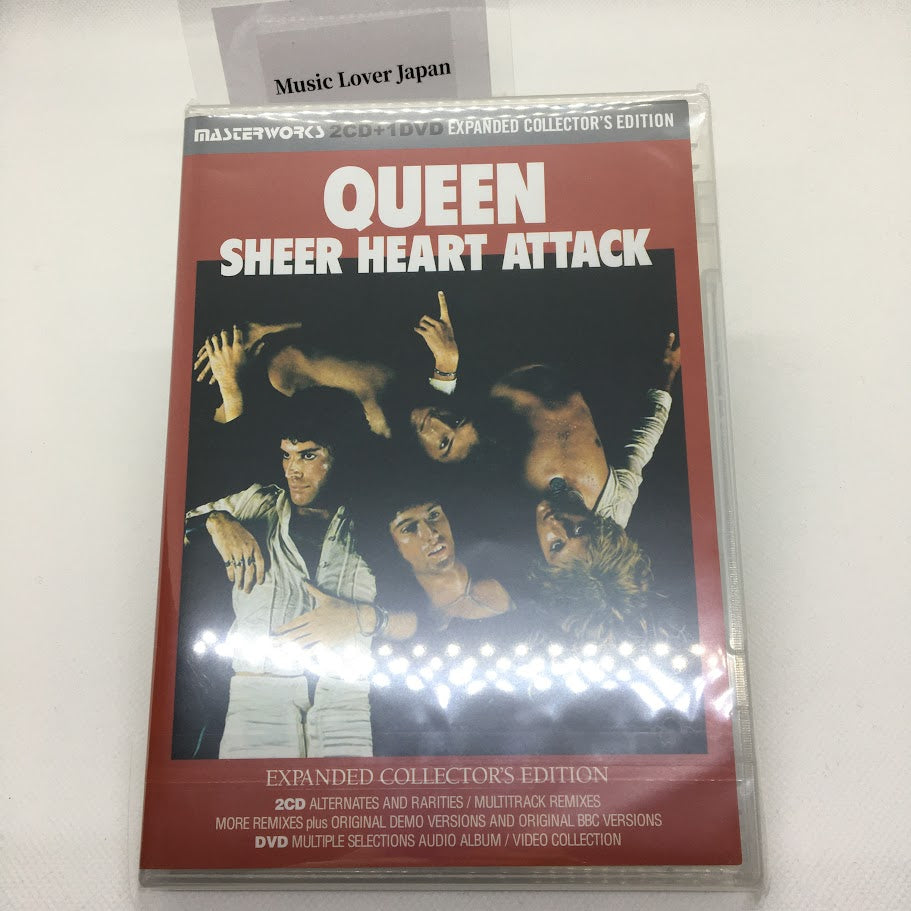 Music Lover Japan
MASTERWORKS 2CD+1DVD EXPANDED COLLECTOR'S EDITION
QUEEN
SHEER HEART ATTACK
EXPANDED COLLECTOR'S EDITION
2CD ALTERNATES AND RARITIES / MULTITRACK REMIXES
MORE REMIXES plus ORIGINAL DEMO VERSIONS AND ORIGINAL BBC VERSIONS
DVD MULTIPLE SELECTIONS AUDIO ALBUM / VIDEO COLLECTION